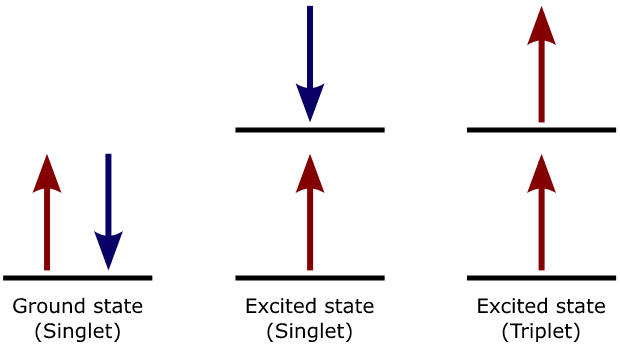 Ground state
(Singlet)
Excited state
(Singlet)
Excited state
(Triplet)